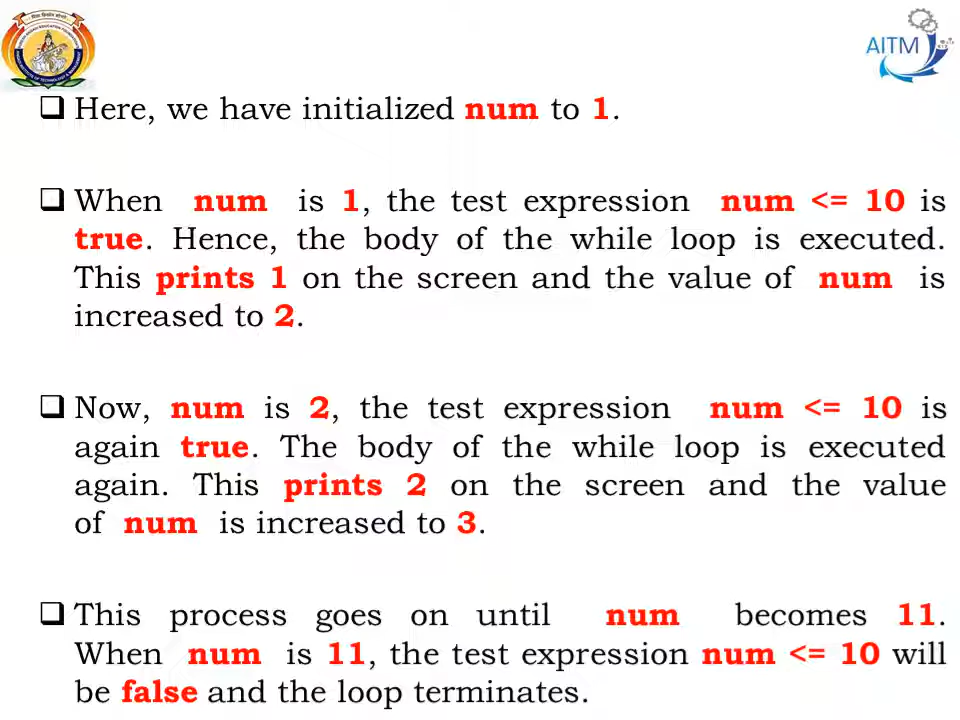 AITM
❑ Here, we have initialized num to 1.
❑ When num is 1, the test expression num <= 10 is
true. Hence, the body of the while loop is executed.
This prints 1 on the screen and the value of num is
increased to 2.
❑ Now, num is 2, the test expression num <= 10 is
again true. The body of the while loop is executed
again. This prints 2 on the screen and the value
of num is increased to 3.
❑ This process goes on until num becomes 11.
When num is 11, the test expression num <= 10 will
be false and the loop terminates.